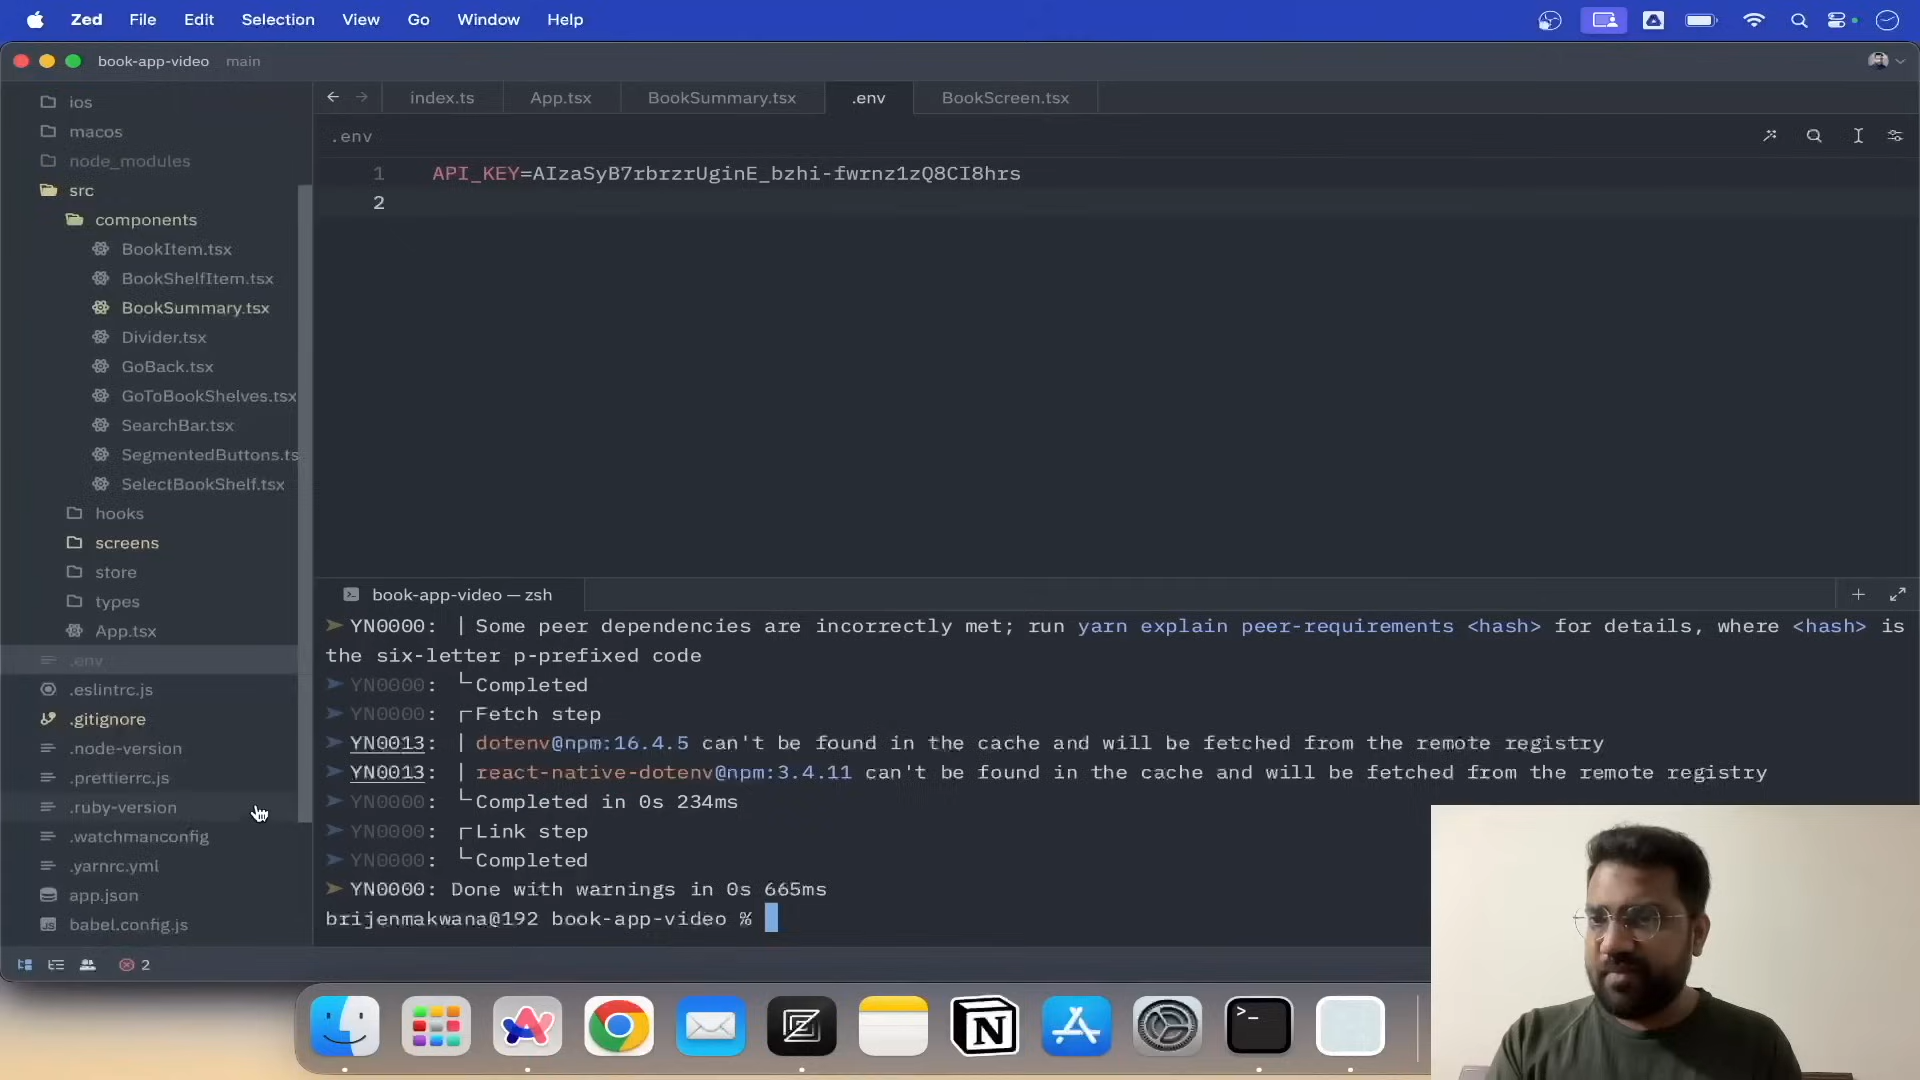 Zed File Edit Selection View Go Window Help
book-app-video main
ios
macos
node_modules
src
components
BookItem.tsx
BookShelfItem.tsx
BookSummary.tsx
Divider.tsx
GoBack.tsx
GoToBookShelves.tsx
SearchBar.tsx
SegmentedButtons.ts
SelectBookShelf.tsx
hooks
screens
store
types
App.tsx
.env
.eslintrc.js
.gitignore
.node-version
.prettierrc.js
.ruby-version
.watchmanconfig
.yarnrc.yml
app.json
babel.config.js
2
index.ts App.tsx BookSummary.tsx .env BookScreen.tsx
.env
1 API_KEY=AIzaSyB7rbrzrUginE_bzhi-fwrnz1zQ8CI8hrs
2
book-app-video — zsh
➤ YN0000: │ Some peer dependencies are incorrectly met; run yarn explain peer-requirements <hash> for details, where <hash> is
the six-letter p-prefixed code
➤ YN0000: └ Completed
➤ YN0000: ┌ Fetch step
➤ YN0013: │ dotenv@npm:16.4.5 can't be found in the cache and will be fetched from the remote registry
➤ YN0013: │ react-native-dotenv@npm:3.4.11 can't be found in the cache and will be fetched from the remote registry
➤ YN0000: └ Completed in 0s 234ms
➤ YN0000: ┌ Link step
➤ YN0000: └ Completed
➤ YN0000: Done with warnings in 0s 665ms
brijenmakwana@192 book-app-video %